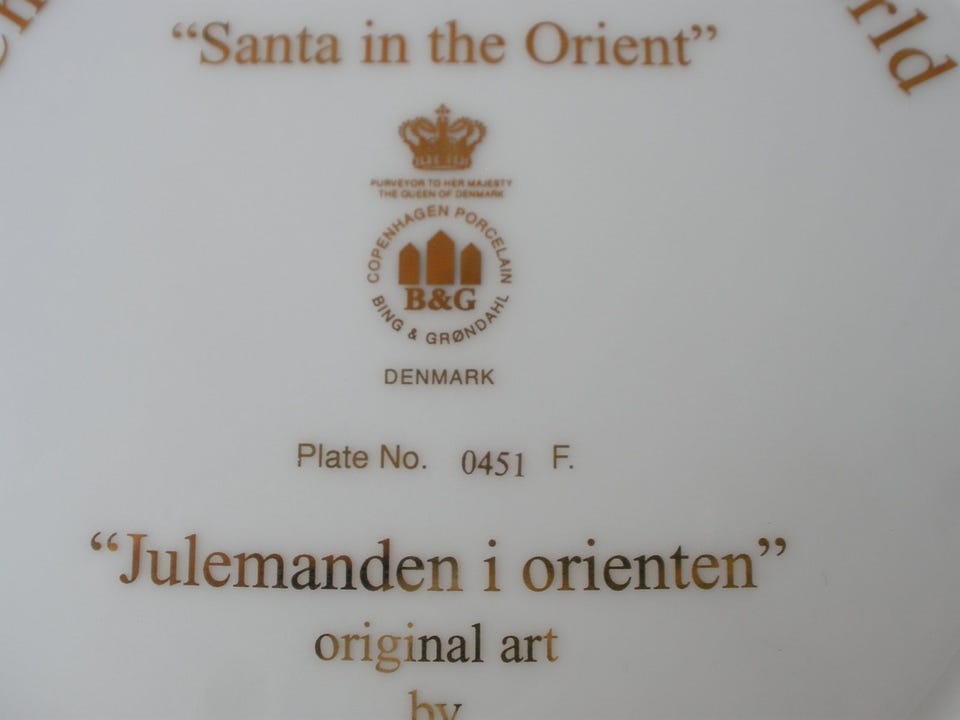 “Santa in the Orient”
PURVEYOR TO HER MAJESTY
THE QUEEN OF DENMARK
COPENHAGEN PORCELAIN
B&G
BING & GRØNDAHL
DENMARK
Plate No. 0451 F.
“Julemanden i orienten”
original art
by